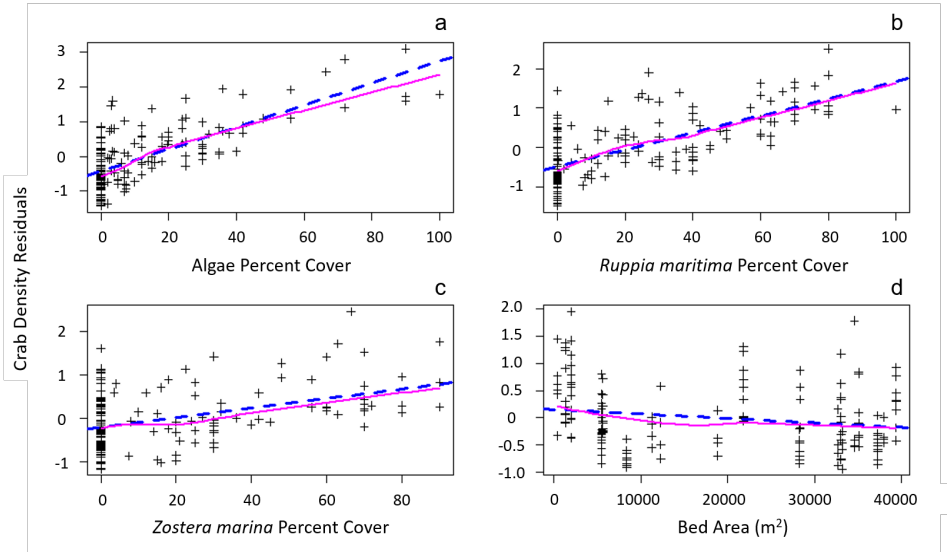 Crab Density Residuals
a
3
2
1
0
-1
0 20 40 60 80 100
Algae Percent Cover
b
2
1
0
-1
0 20 40 60 80 100
Ruppia maritima Percent Cover
c
2
1
0
-1
0 20 40 60 80
Zostera marina Percent Cover
d
2.0
1.5
1.0
0.5
0
-0.5
-1.0
0 10000 20000 30000 40000
Bed Area (m²)